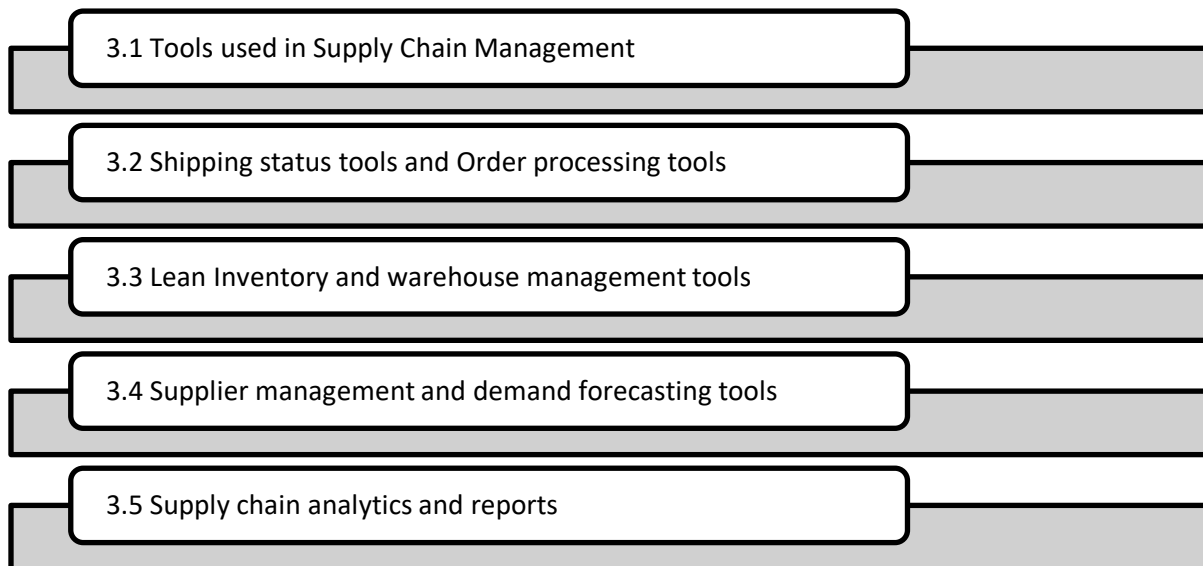 3.1 Tools used in Supply Chain Management
3.2 Shipping status tools and Order processing tools
3.3 Lean Inventory and warehouse management tools
3.4 Supplier management and demand forecasting tools
3.5 Supply chain analytics and reports